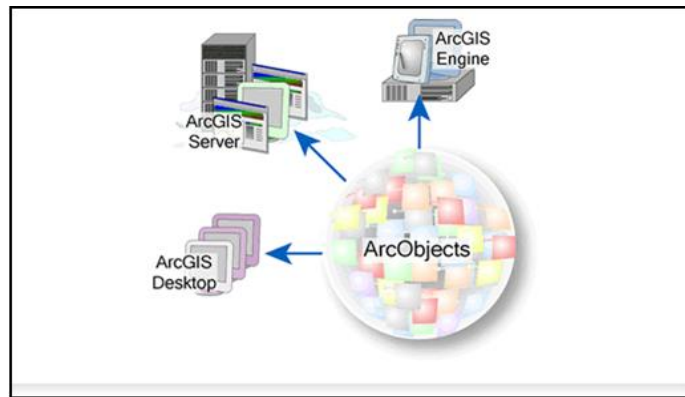 ArcGIS
Engine
ArcGIS
Server
ArcObjects
ArcGIS
Desktop